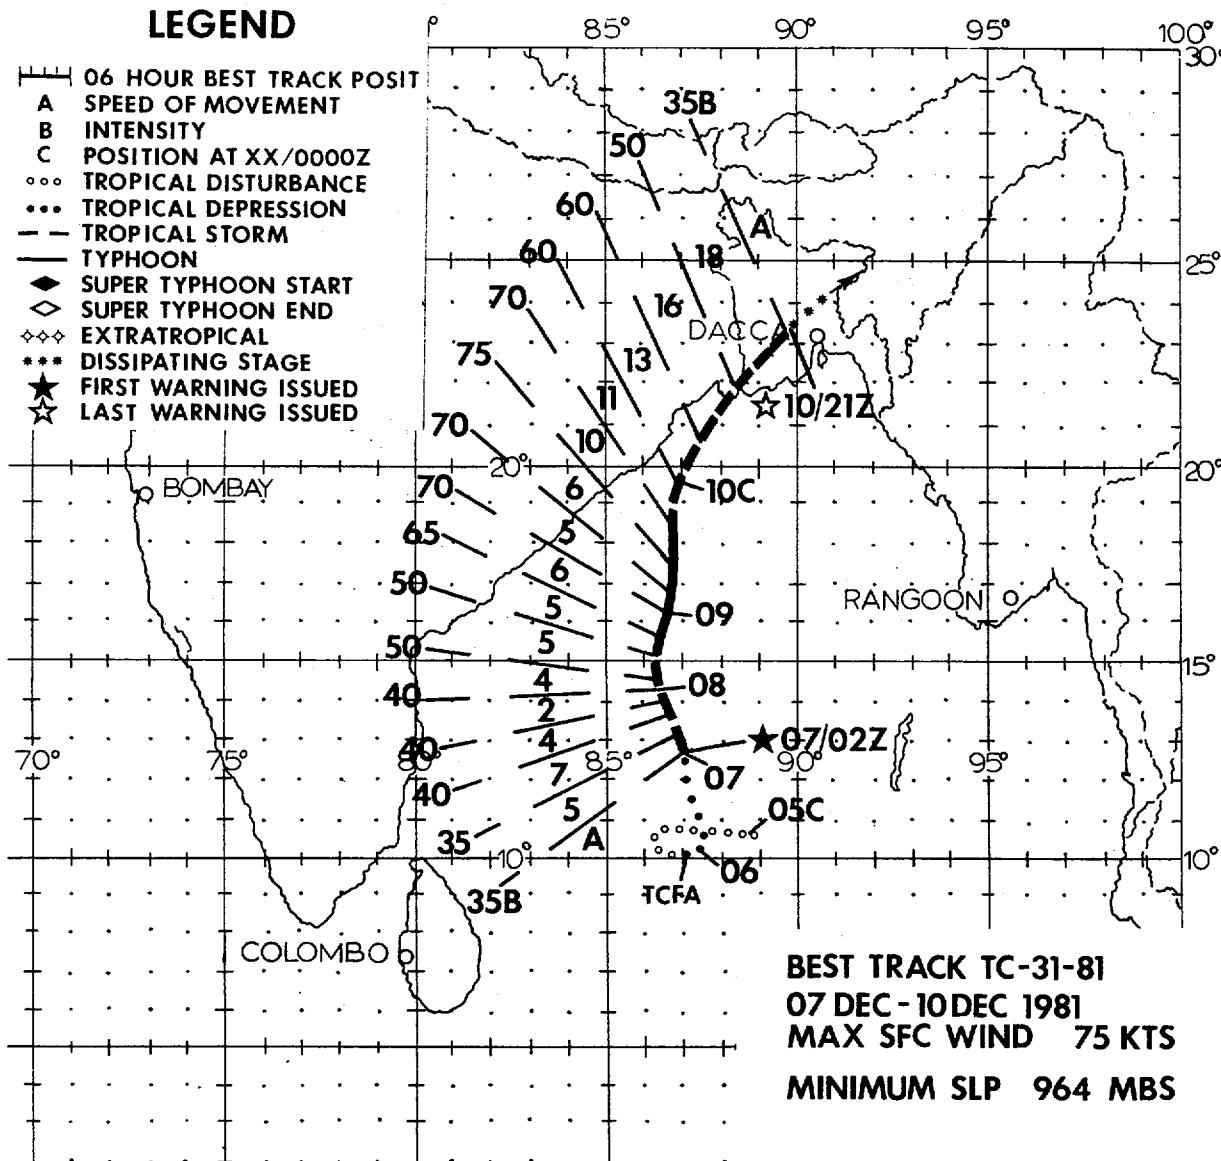 LEGEND
06 HOUR BEST TRACK POSIT
A SPEED OF MOVEMENT
B INTENSITY
C POSITION AT XX/0000Z
TROPICAL DISTURBANCE
TROPICAL DEPRESSION
TROPICAL STORM
TYPHOON
SUPER TYPHOON START
SUPER TYPHOON END
EXTRATROPICAL
DISSIPATING STAGE
FIRST WARNING ISSUED
LAST WARNING ISSUED
85° 90° 95° 100°
30°
35B
50
60
A
60
18
25°
70
16
DACCA
75
13
11
10/21Z
70
10
20°
20°
70
6
10C
BOMBAY
65
5
50
6
RANGOON
5
09
50
5
15°
40
4
08
2
40
4
07/02Z
70° 75° 80° 85° 90° 95°
7
07
40
5
05C
35
A
10°
10°
06
35B
TCFA
COLOMBO
BEST TRACK TC-31-81
07 DEC-10 DEC 1981
MAX SFC WIND 75 KTS
MINIMUM SLP 964 MBS